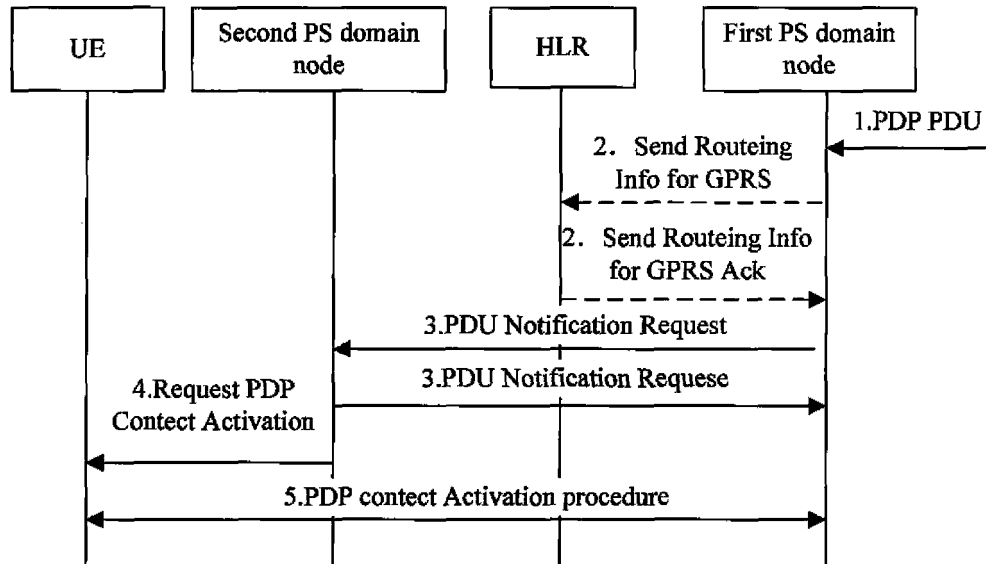 UE
Second PS domain
node
HLR
First PS domain
node
1.PDP PDU
2. Send Routeing
Info for GPRS
2. Send Routeing Info
for GPRS Ack
3.PDU Notification Request
3.PDU Notification Requese
4.Request PDP
Contect Activation
5.PDP contect Activation procedure